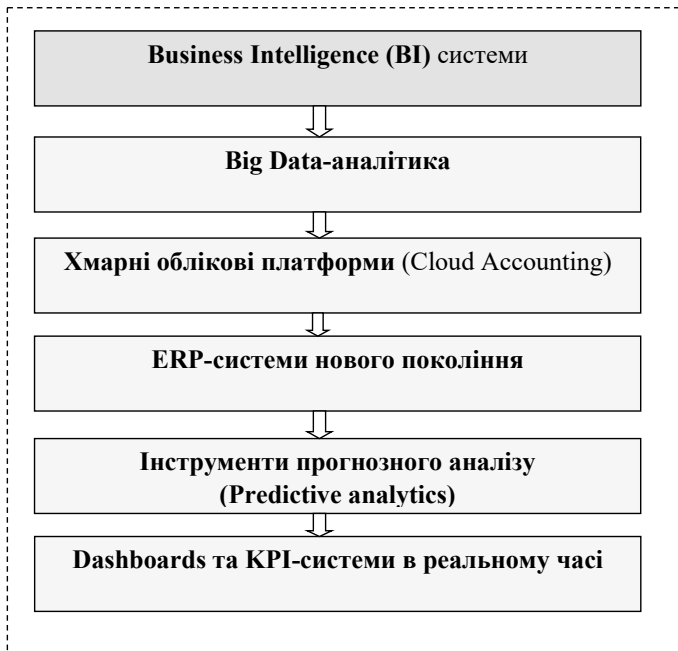 Business Intelligence (BI) системи
Big Data-аналітика
Хмарні облікові платформи (Cloud Accounting)
ERP-системи нового покоління
Інструменти прогнозного аналізу
(Predictive analytics)
Dashboards та KPI-системи в реальному часі